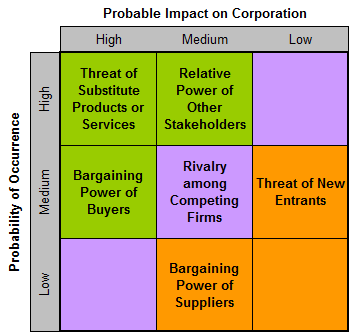 Probable Impact on Corporation
High Medium Low
Probability of Occurrence
High
Threat of
Substitute
Products or
Services
Relative
Power of
Other
Stakeholders
Medium
Bargaining
Power of
Buyers
Rivalry
among
Competing
Firms
Threat of New
Entrants
Low
Bargaining
Power of
Suppliers